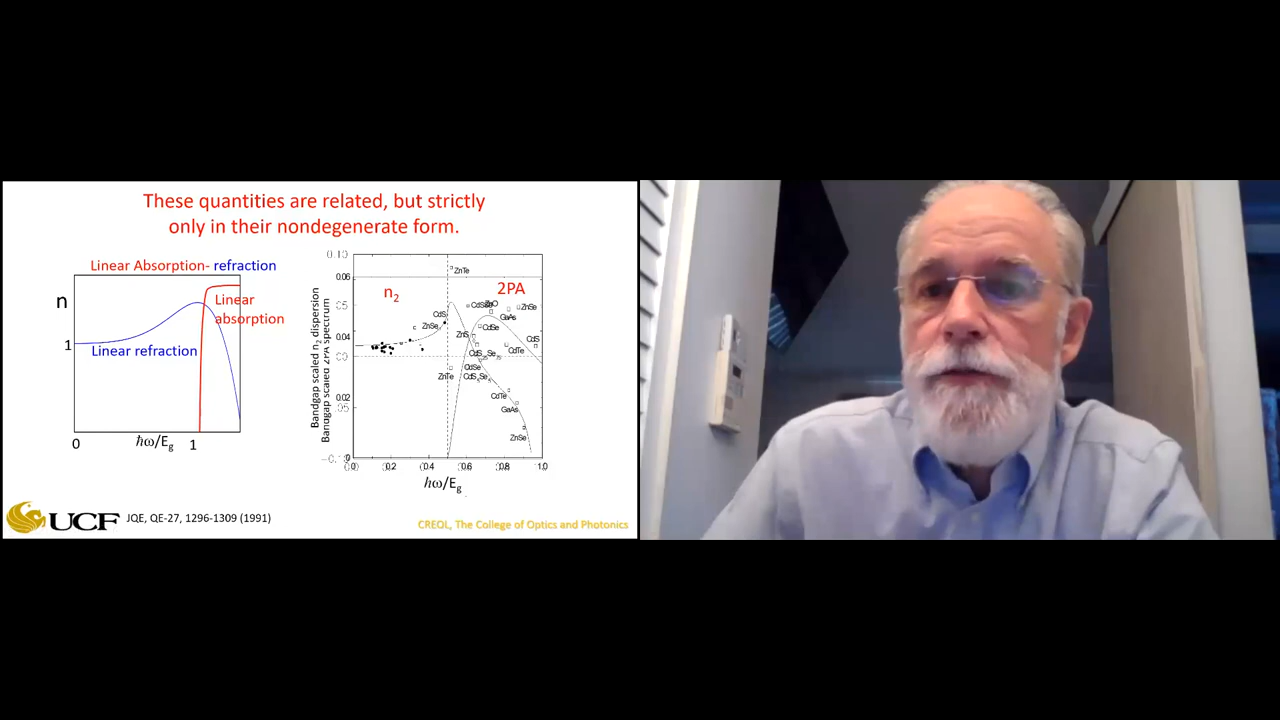 These quantities are related, but strictly
only in their nondegenerate form.
Linear Absorption- refraction
n
1
Linear
absorption
Linear refraction
0
ħω/Eg
1
Bandgap scaled n2 dispersion
Bandgap scaled 2PA spectrum
0.06
0.04
0.02
n2
2PA
ZnTe
CdS
ZnSe
ZnO
ZnSe
GaAs
ZnS
CdSe
CdS
CdTe
CdSe
ZnTe
CdTe
GaAs
ZnSe
0.2
0.4
0.6
0.8
1.0
ħω/Eg
UCF
JQE, QE-27, 1296-1309 (1991)
CREOL, The College of Optics and Photonics